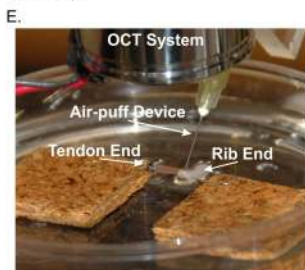 E.
OCT System
Air-puff Device
Tendon End
Rib End